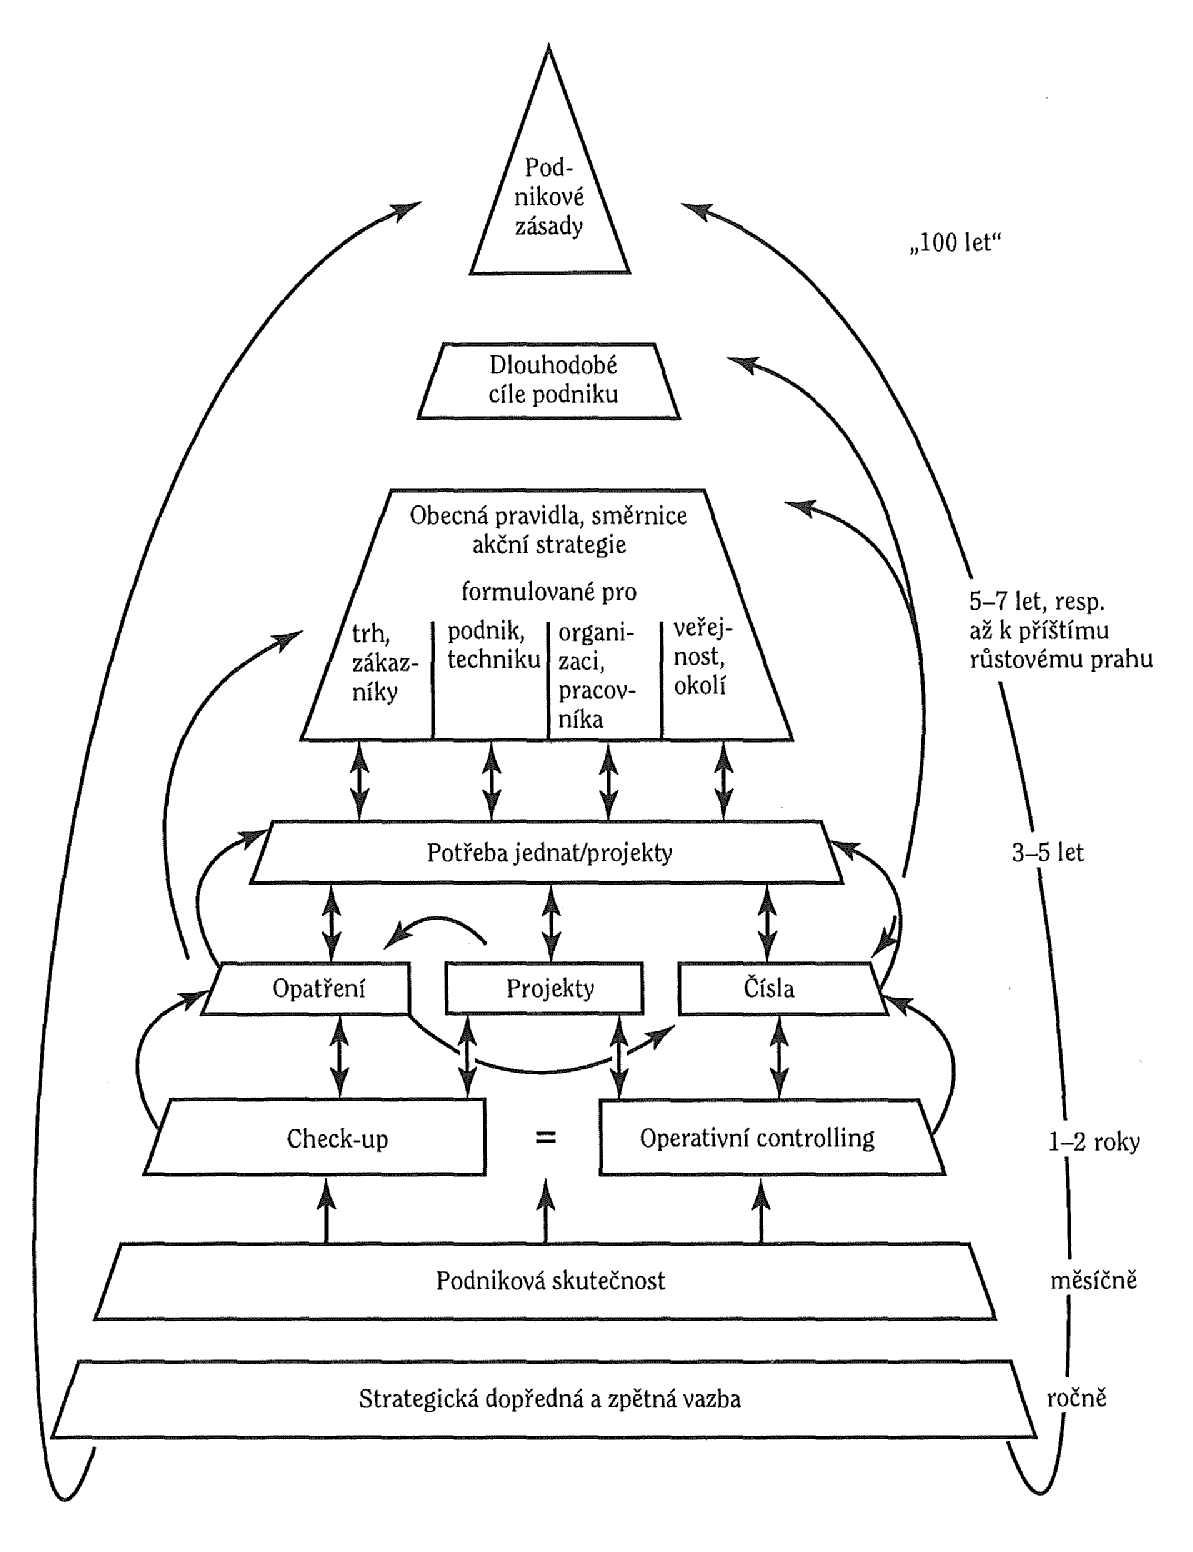 Pod-
nikové
zásady
„100 let“
Dlouhodobé
cíle podniku
Obecná pravidla, směrnice
akční strategie
formulované pro
trh,
zákaz-
níky
podnik,
techniku
organi-
zaci,
pracov-
níka
veřej-
nost,
okolí
5–7 let, resp.
až k příštímu
růstovému prahu
Potřeba jednat/projekty
3–5 let
Opatření
Projekty
Čísla
Check-up
=
Operativní controlling
1–2 roky
Podniková skutečnost
měsíčně
Strategická dopředná a zpětná vazba
ročně